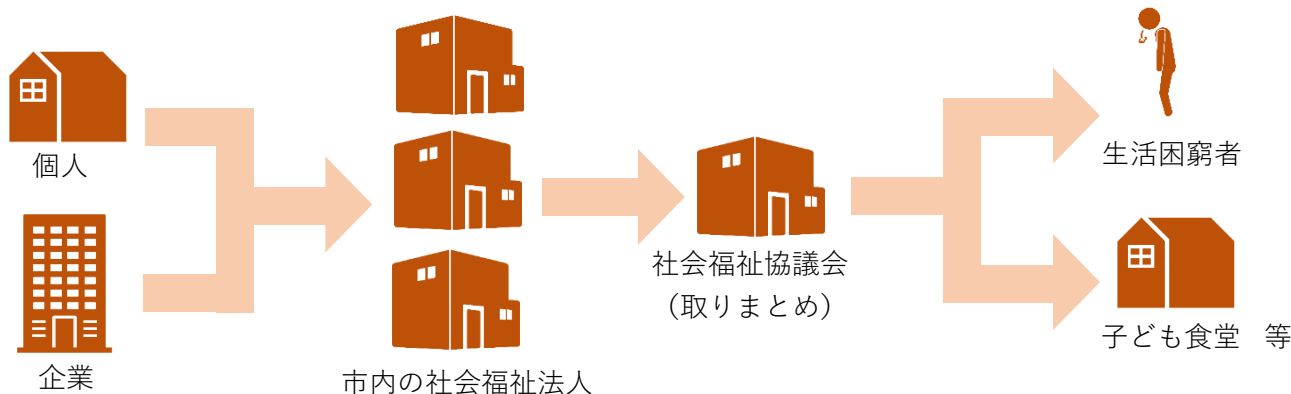 個人
企業
市内の社会福祉法人
社会福祉協議会
（取りまとめ）
生活困窮者
子ども食堂　等